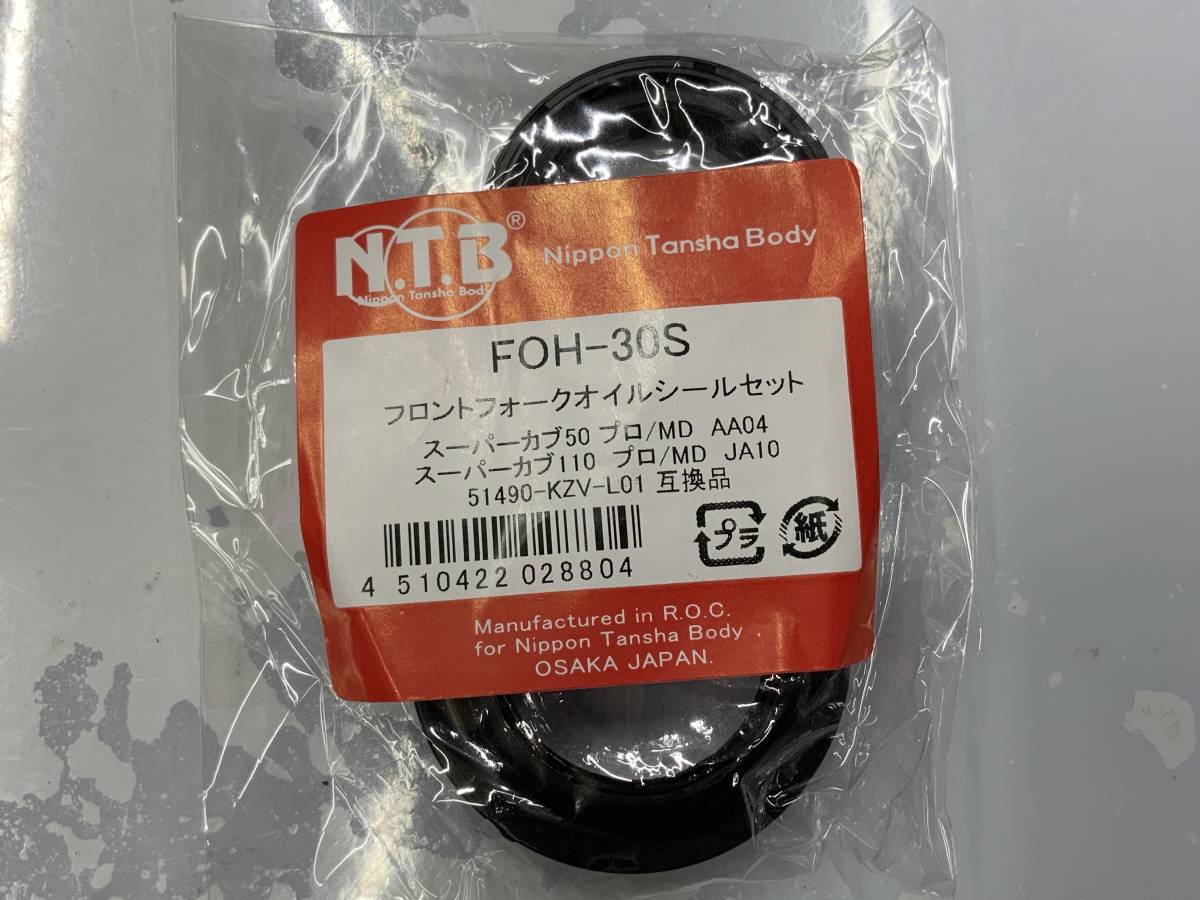 N.T.B®
Nippon Tansha Body
Nippon Tansha Body
FOH-30S
フロントフォークオイルシールセット
スーパーカブ50 プロ/MD AA04
スーパーカブ110 プロ/MD JA10
51490-KZV-L01 互換品
プラ
紙
4 510422 028804
Manufactured in R.O.C.
for Nippon Tansha Body
OSAKA JAPAN.